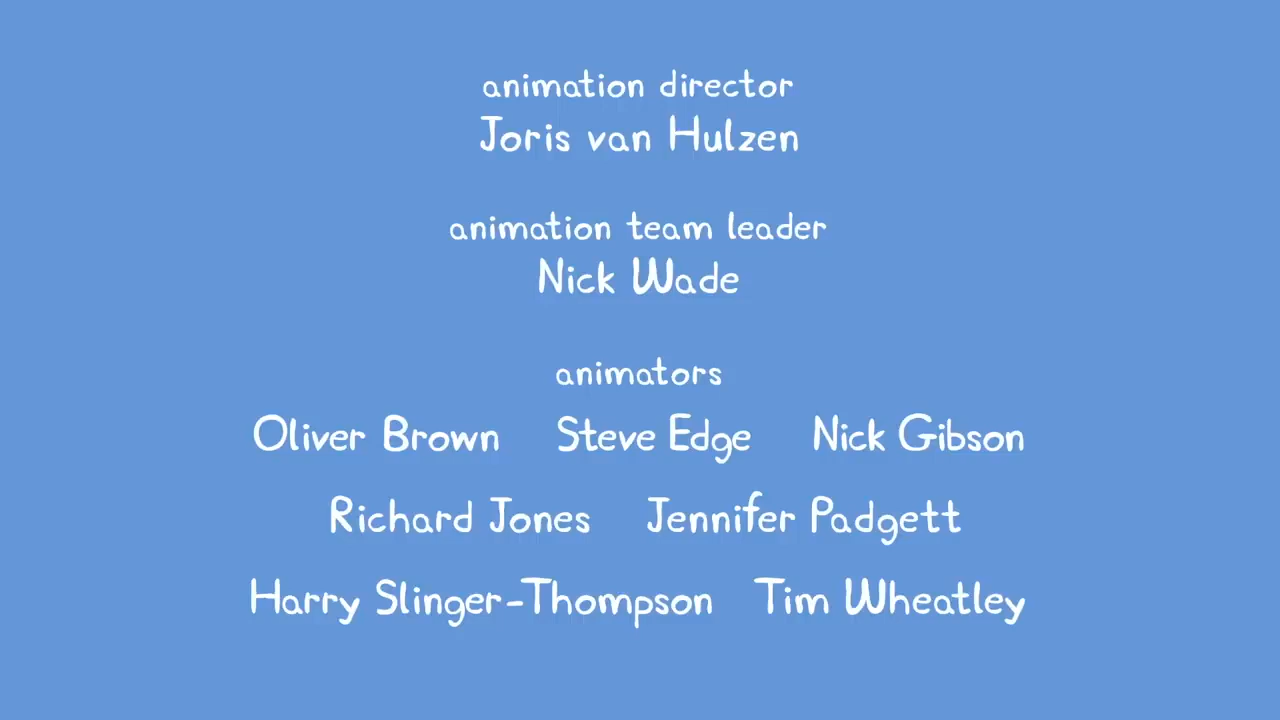 animation director
Joris van Hulzen
animation team leader
Nick Wade
animators
Oliver Brown Steve Edge Nick Gibson
Richard Jones Jennifer Padgett
Harry Slinger-Thompson Tim Wheatley